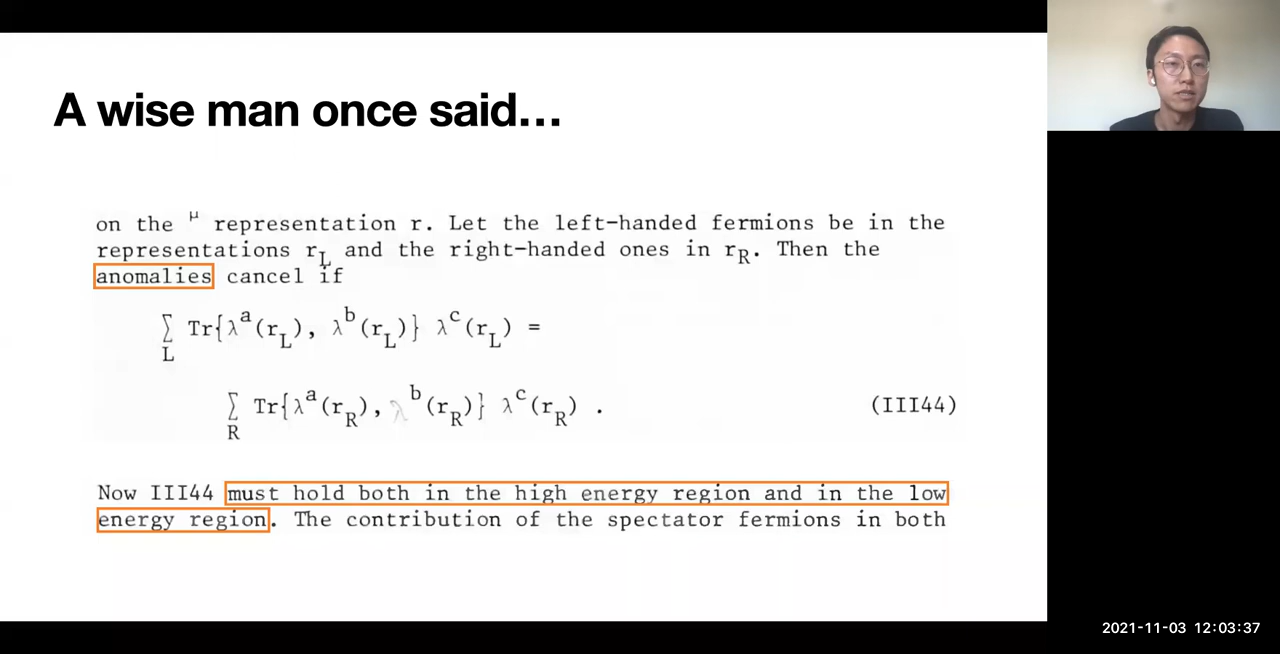 A wise man once said...
on the μ representation r. Let the left-handed fermions be in the
representations r_L and the right-handed ones in r_R. Then the
anomalies cancel if
∑_L Tr{λ^a(r_L), λ^b(r_L)} λ^c(r_L) =
∑_R Tr{λ^a(r_R), λ^b(r_R)} λ^c(r_R) . (III44)
Now III44 must hold both in the high energy region and in the low
energy region. The contribution of the spectator fermions in both
2021-11-03 12:03:37